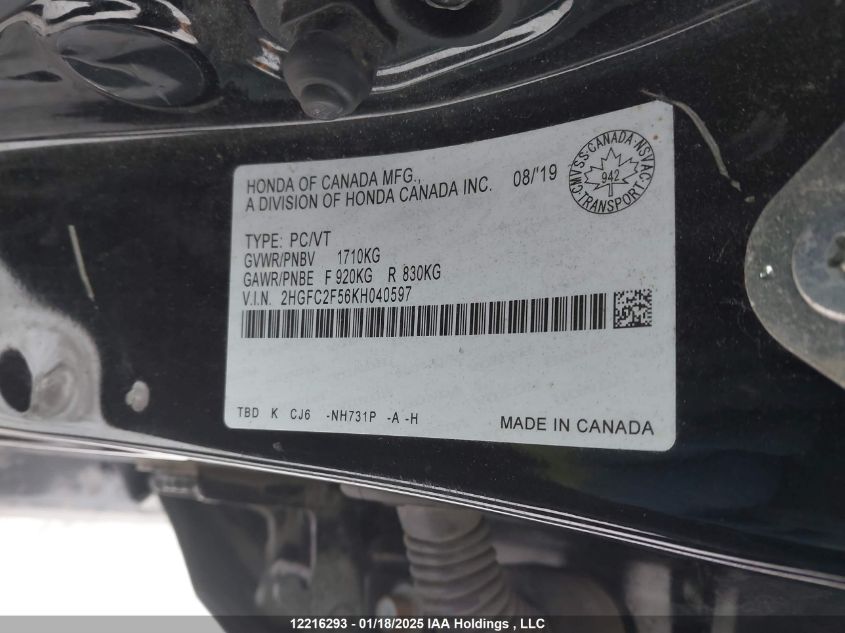 HONDA OF CANADA MFG.,
A DIVISION OF HONDA CANADA INC. 08/'19
CMVSS·CANADA·NSVAC
942
TRANSPORT
TYPE: PC/VT
GVWR/PNBV 1710KG
GAWR/PNBE F 920KG R 830KG
V.I.N. 2HGFC2F56KH040597
TBD K CJ6 -NH731P -A -H
MADE IN CANADA
12216293 - 01/18/2025 IAA Holdings , LLC